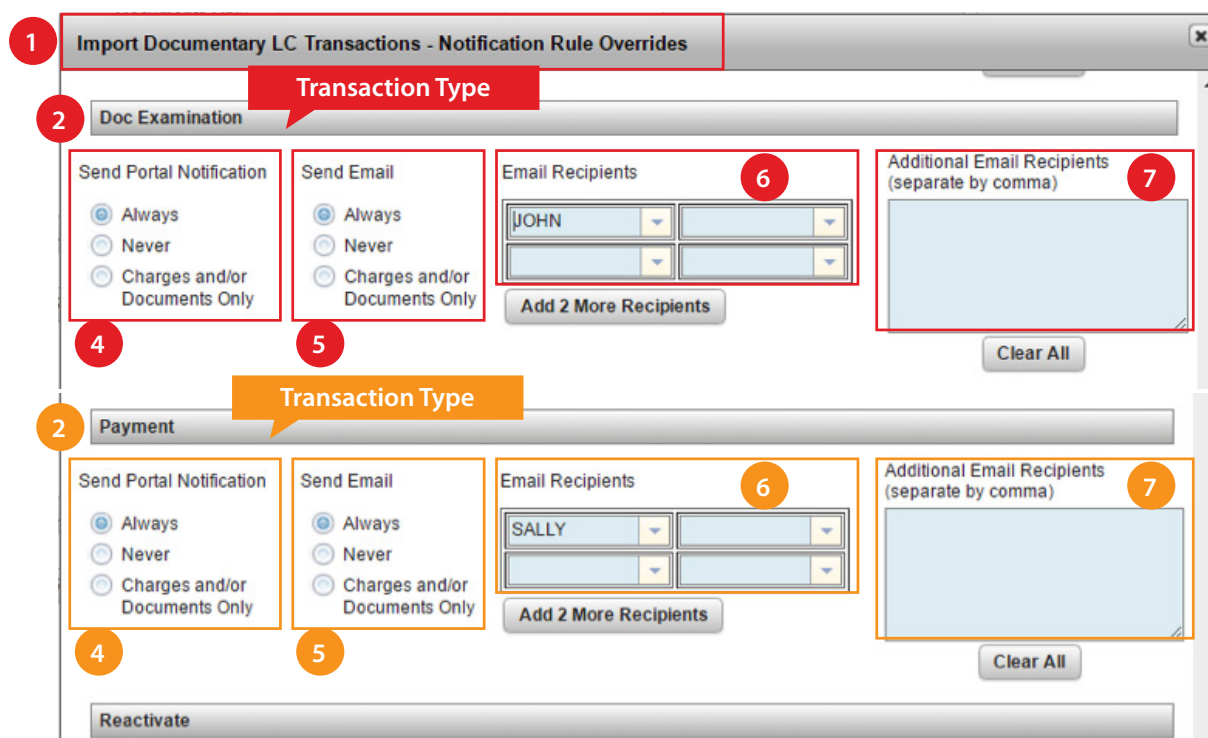 1
Import Documentary LC Transactions - Notification Rule Overrides
Transaction Type
2
Doc Examination
Send Portal Notification
Always
Never
Charges and/or
Documents Only
4
Send Email
Always
Never
Charges and/or
Documents Only
5
Email Recipients
6
JOHN
Add 2 More Recipients
Additional Email Recipients
(separate by comma)
7
Clear All
Transaction Type
2
Payment
Send Portal Notification
Always
Never
Charges and/or
Documents Only
4
Send Email
Always
Never
Charges and/or
Documents Only
5
Email Recipients
6
SALLY
Add 2 More Recipients
Additional Email Recipients
(separate by comma)
7
Clear All
Reactivate